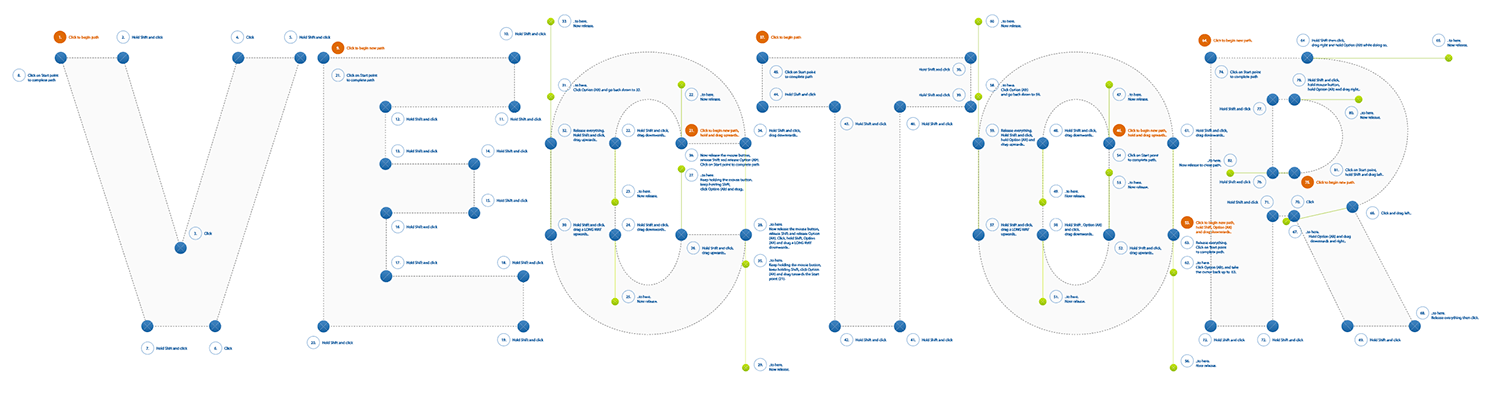 1. Click to begin path
2. Hold Shift and click
4. Click
5. Hold Shift and click
8. Click on Start point
to complete path
3. Click
7. Hold Shift and click
6. Click
9. Click to begin new path
10. Hold Shift and click
21. Click on Start point
to complete path
12. Hold Shift and click
11. Hold Shift and click
13. Hold Shift and click
14. Hold Shift and click
15. Hold Shift and click
16. Hold Shift and click
17. Hold Shift and click
18. Hold Shift and click
20. Hold Shift and click
19. Hold Shift and click
33. ..to here.
Now release.
31. ..to here.
Click Option (Alt) and go back down to 30.
22. ..to here.
Now release.
32. Release everything.
Hold Shift and click,
drag upwards.
Hold Shift and click,
drag downwards.
Click to begin new path,
hold and drag upwards.
34. Hold Shift and click,
drag downwards.
Now release the mouse button,
release Shift and release Option (Alt).
Click on Start point to complete path
27. ..to here.
Keep holding the mouse button,
keep holding Shift,
click Option (Alt) and drag..
..to here.
Now release.
Hold Shift and click,
drag a LONG WAY
upwards.
24. Hold Shift and click,
drag downwards.
26. Hold Shift and click,
drag upwards.
28. ..to here.
Now release the mouse button,
release Shift and release Option
(Alt). Click, hold Shift, Option
(Alt) and drag a LONG WAY
downwards.
35. ..to here.
Keep holding the mouse button,
keep holding Shift, click Option
(Alt) and drag towards the Start
point (21).
25. ..to here.
Now release.
29. ..to here.
Now release.
37. Click to begin path
Hold Shift and click 38.
45. Click on Start point
to complete path
44. Hold Shift and click
Hold Shift and click 39.
43. Hold Shift and click
40. Hold Shift and click
42. Hold Shift and click
41. Hold Shift and click
..to here.
Now release.
58. ..to here.
Click Option (Alt)
and go back down to 56.
47. ..to here.
Now release.
Release everything.
Hold Shift and click,
hold Option (Alt) and
drag upwards.
48. Hold Shift and click,
drag downwards.
46. Click to begin new path,
hold and drag upwards.
61. Hold Shift and click,
drag downwards.
54. Click on Start point
to complete path.
53. ..to here.
Now release.
49. ..to here.
Now release.
57. Hold Shift and click,
drag a LONG WAY
upwards.
50. Hold Shift, Option (Alt)
and click,
drag downwards.
52. Hold Shift and click,
drag upwards.
55. Click to begin new path,
hold Shift, Option (Alt)
and drag downwards.
Release everything.
Click on Start point
to complete path.
62. ..to here.
Click Option (Alt), and take
the cursor back up to
51. ..to here.
Now release.
56. ..to here.
Now release
64. Click to begin new path.
Hold Shift then click,
drag right and hold Option (Alt) while doing so.
65. ..to here.
Now release.
74. Click on Start point
to complete path
Hold Shift and click,
hold mouse button,
hold Option (Alt) and drag right.
Hold Shift and click 77.
80. ..to here.
Now release.
..to here.
Now release to close path.
81. Click on Start point,
hold Shift and drag left.
Hold Shift and click 76.
75. Click to begin new path.
Hold Shift and click 71.
70. Click
66. Click and drag left.
67. ..to here.
Hold Option (Alt) and drag
downwards and right.
68. ..to here.
Release everything then click.
73. Hold Shift and click
72. Hold Shift and click
69. Hold Shift and click